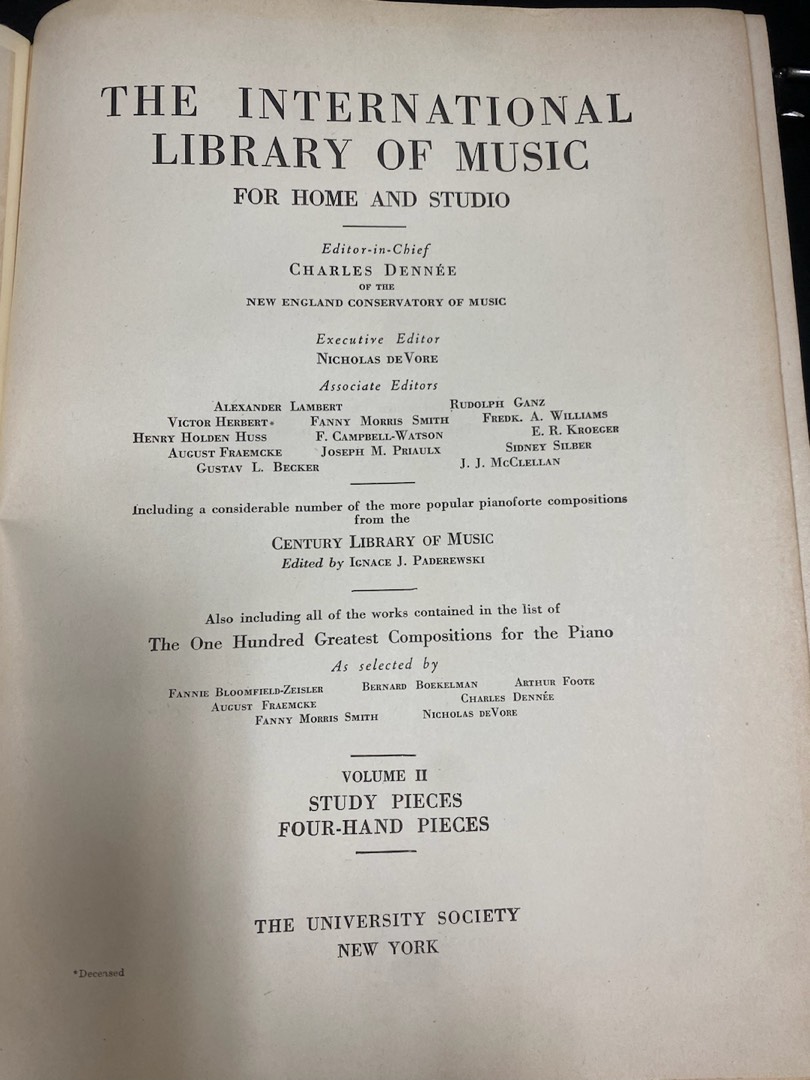 THE INTERNATIONAL
LIBRARY OF MUSIC
FOR HOME AND STUDIO
Editor-in-Chief
CHARLES DENNÉE
OF THE
NEW ENGLAND CONSERVATORY OF MUSIC
Executive Editor
NICHOLAS DEVORE
Associate Editors
ALEXANDER LAMBERT RUDOLPH GANZ
VICTOR HERBERT* FANNY MORRIS SMITH FREDK. A. WILLIAMS
HENRY HOLDEN HUSS F. CAMPBELL-WATSON E. R. KROEGER
AUGUST FRAEMCKE JOSEPH M. PRIAULX SIDNEY SILBER
GUSTAV L. BECKER J. J. MCCLELLAN
Including a considerable number of the more popular pianoforte compositions
from the
CENTURY LIBRARY OF MUSIC
Edited by IGNACE J. PADEREWSKI
Also including all of the works contained in the list of
The One Hundred Greatest Compositions for the Piano
As selected by
FANNIE BLOOMFIELD-ZEISLER BERNARD BOEKELMAN ARTHUR FOOTE
AUGUST FRAEMCKE CHARLES DENNÉE
FANNY MORRIS SMITH NICHOLAS DEVORE
VOLUME II
STUDY PIECES
FOUR-HAND PIECES
THE UNIVERSITY SOCIETY
NEW YORK
*Deceased